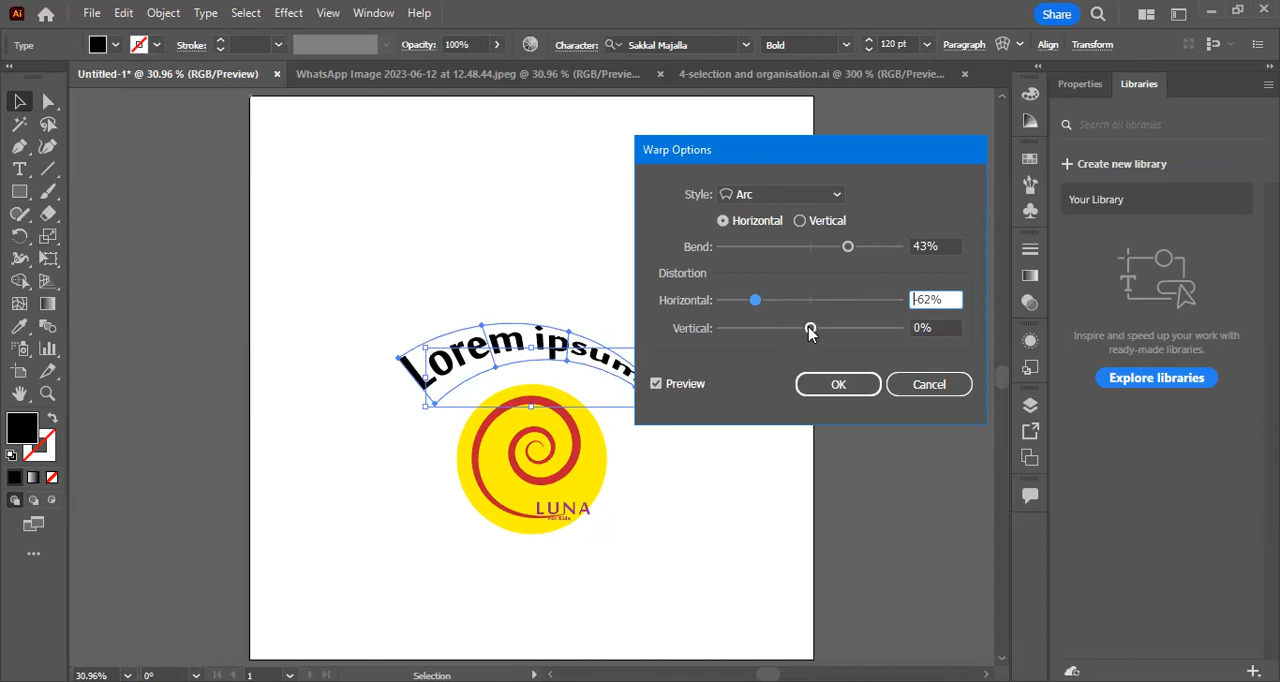 Ai File Edit Object Type Select Effect View Window Help Share
Type Stroke: Opacity: 100% Character: Sakkal Majalla Bold 120 pt Paragraph Align Transform
Untitled-1* @ 30.96 % (RGB/Preview) × WhatsApp Image 2023-06-12 at 12.48.44.jpeg @ 30.96 % (RGB/Preview... × 4-selection and organisation.ai @ 300 % (RGB/Preview... ×
Properties Libraries
Search all libraries
Create new library
Your Library
Inspire and speed up your work with
ready-made libraries.
Explore libraries
Warp Options
Style: Arc
Horizontal Vertical
Bend: 43%
Distortion
Horizontal: -62%
Vertical: 0%
Preview OK Cancel
Lorem ipsum
LUNA
For Kids
30.96% 0° 1 Selection